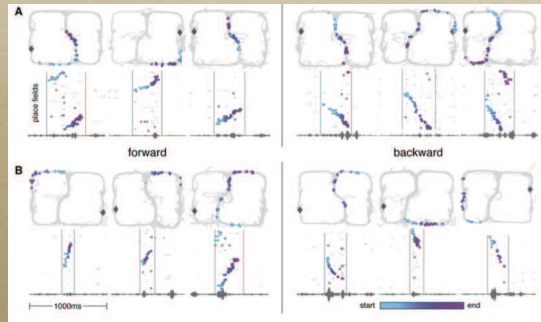 A
place fields
forward
backward
B
1000ms
start
end